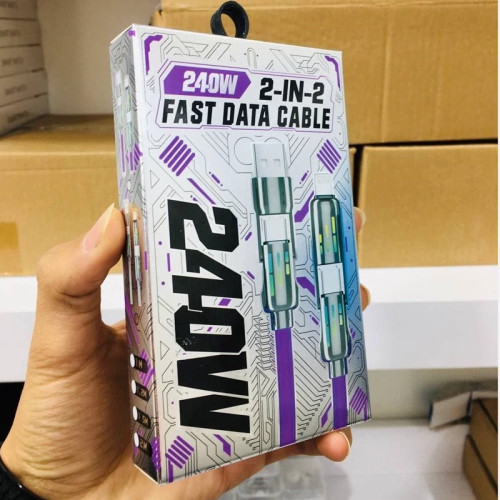 240W
2-IN-2
FAST DATA CABLE
240W